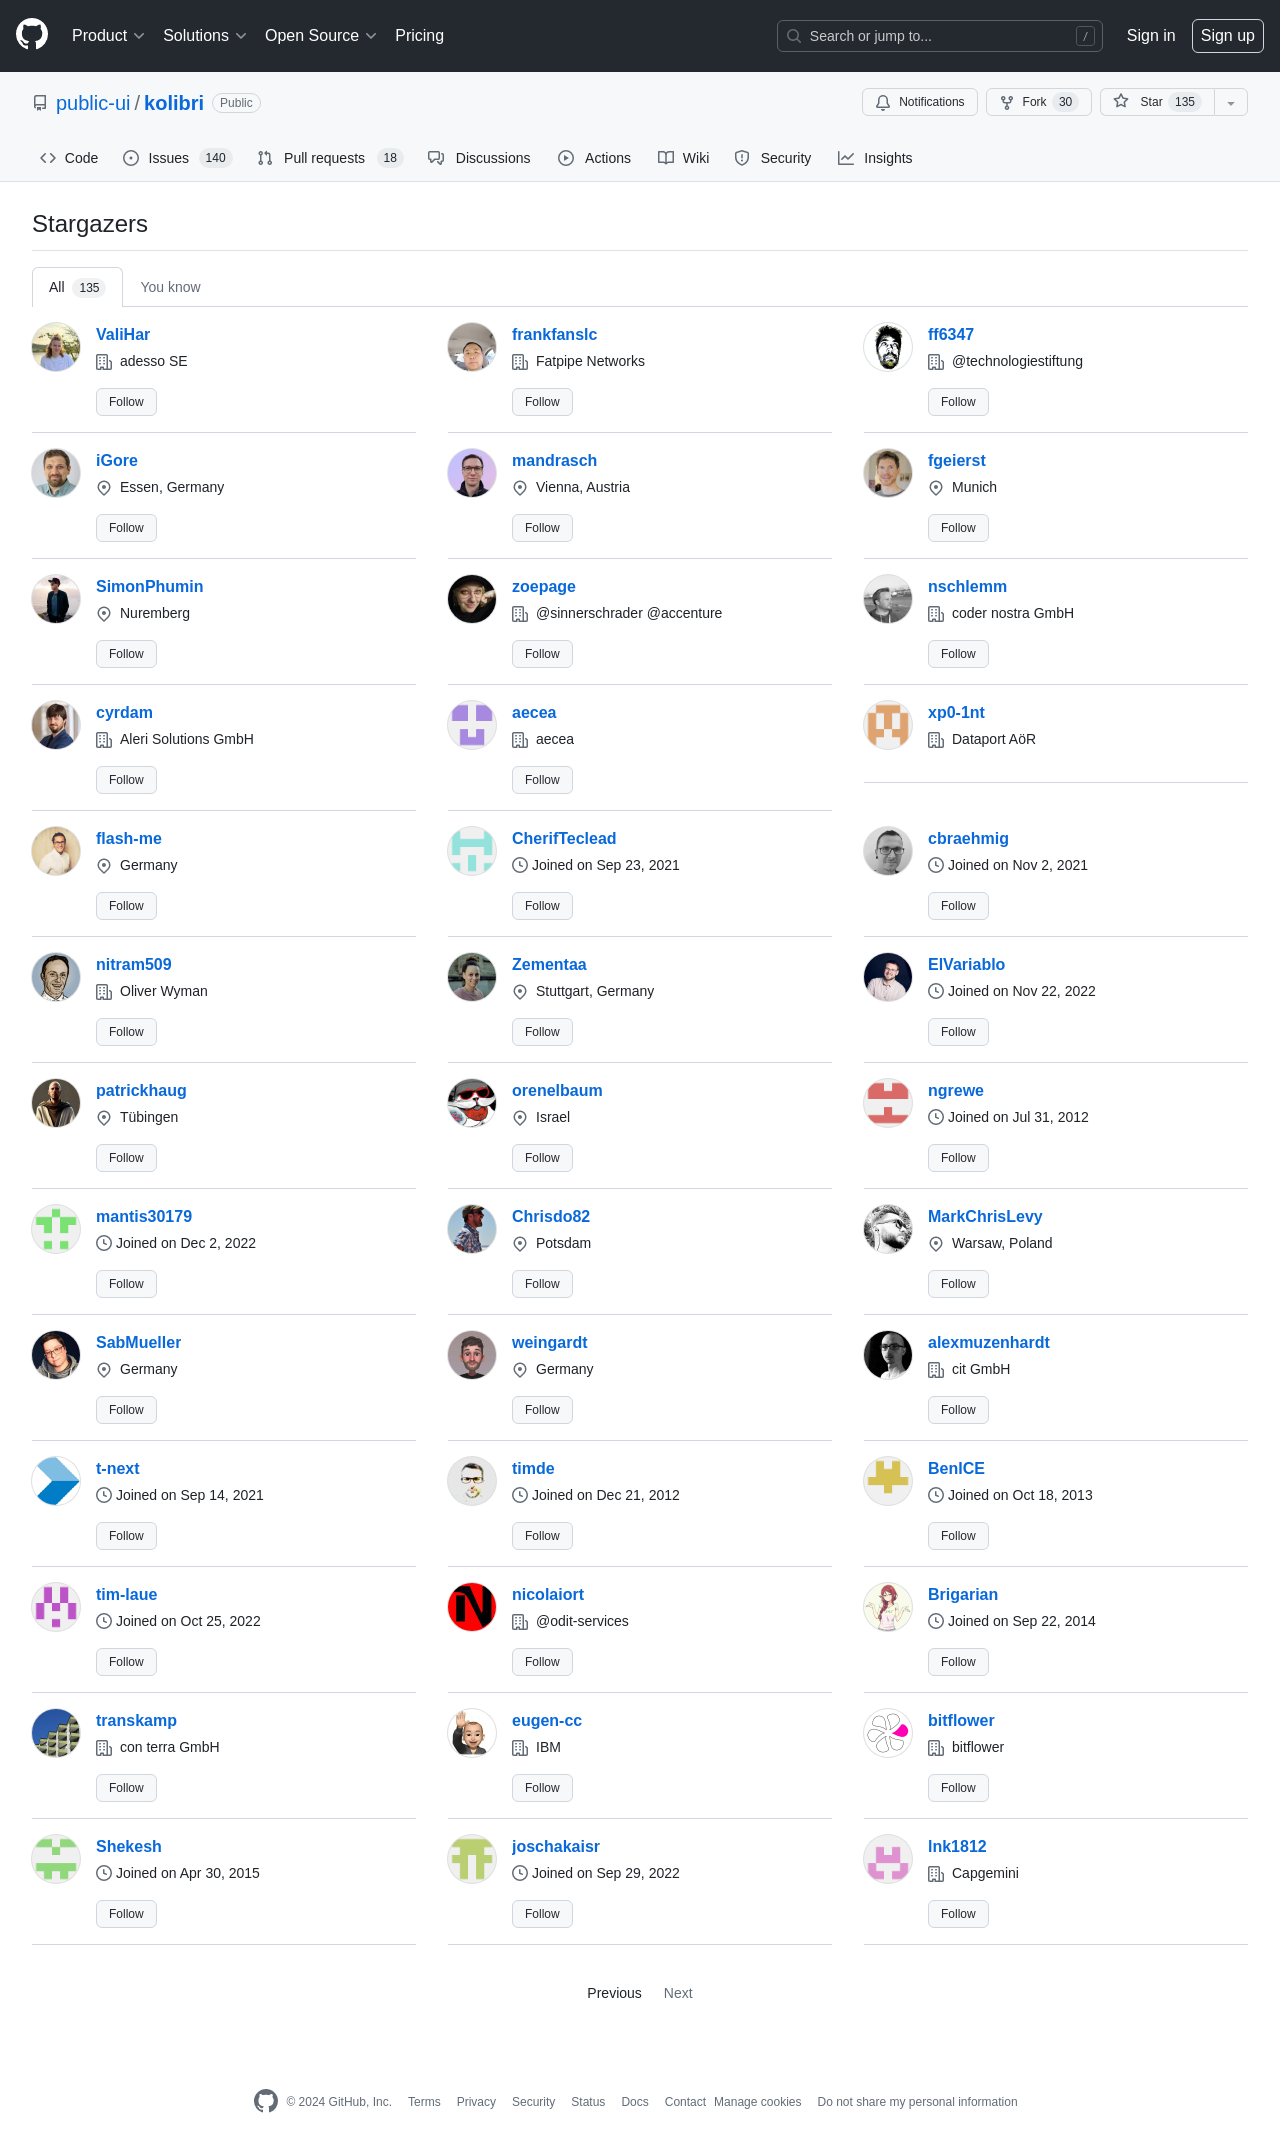 Product Solutions Open Source Pricing Search or jump to... / Sign in Sign up
public-ui / kolibri Public Notifications Fork 30 Star 135
Code Issues 140 Pull requests 18 Discussions Actions Wiki Security Insights
Stargazers
All 135 You know
ValiHar frankfanslc ff6347
adesso SE Fatpipe Networks @technologiestiftung
Follow Follow Follow
iGore mandrasch fgeierst
Essen, Germany Vienna, Austria Munich
Follow Follow Follow
SimonPhumin zoepage nschlemm
Nuremberg @sinnerschrader @accenture coder nostra GmbH
Follow Follow Follow
cyrdam aecea xp0-1nt
Aleri Solutions GmbH aecea Dataport AöR
Follow Follow
flash-me CherifTeclead cbraehmig
Germany Joined on Sep 23, 2021 Joined on Nov 2, 2021
Follow Follow Follow
nitram509 Zementaa ElVariablo
Oliver Wyman Stuttgart, Germany Joined on Nov 22, 2022
Follow Follow Follow
patrickhaug orenelbaum ngrewe
Tübingen Israel Joined on Jul 31, 2012
Follow Follow Follow
mantis30179 Chrisdo82 MarkChrisLevy
Joined on Dec 2, 2022 Potsdam Warsaw, Poland
Follow Follow Follow
SabMueller weingardt alexmuzenhardt
Germany Germany cit GmbH
Follow Follow Follow
t-next timde BenICE
Joined on Sep 14, 2021 Joined on Dec 21, 2012 Joined on Oct 18, 2013
Follow Follow Follow
tim-laue nicolaiort Brigarian
Joined on Oct 25, 2022 @odit-services Joined on Sep 22, 2014
Follow Follow Follow
transkamp eugen-cc bitflower
con terra GmbH IBM bitflower
Follow Follow Follow
Shekesh joschakaisr lnk1812
Joined on Apr 30, 2015 Joined on Sep 29, 2022 Capgemini
Follow Follow Follow
Previous Next
© 2024 GitHub, Inc. Terms Privacy Security Status Docs Contact Manage cookies Do not share my personal information